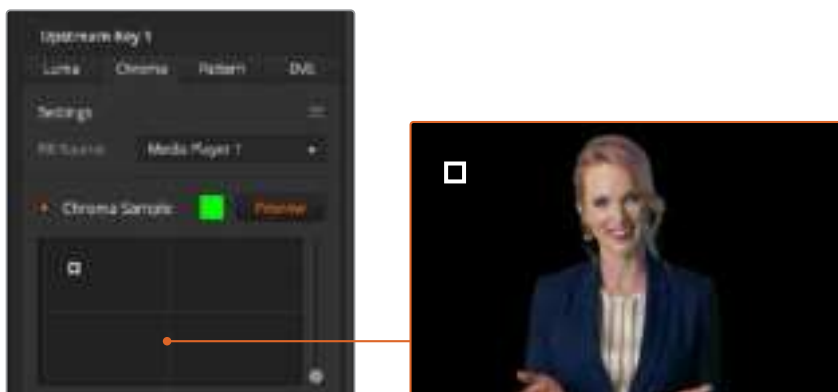 Upstream Key 1
Luma Chroma Pattern DVE
Settings
Fill Source Media Player 1
Chroma Sample Preview